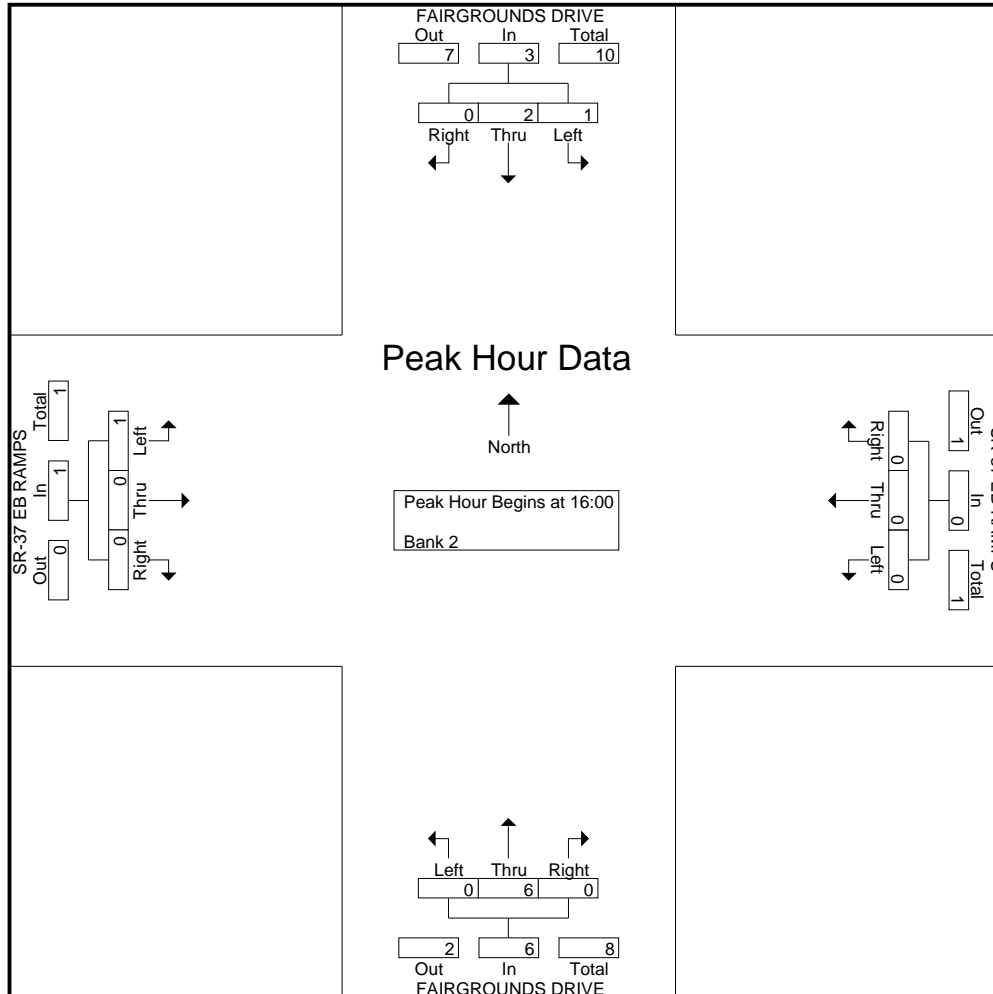 FAIRGROUNDS DRIVE
Out In Total
7 3 10
0 2 1
Right Thru Left
Peak Hour Data
North
Peak Hour Begins at 16:00
Bank 2
SR-37 EB RAMPS
Out In Total
0 1 1
Left Thru Right
1 0 0
Right Thru Left
0 0 0
Out In Total
1 0 1
Left Thru Right
0 6 0
2 6 8
Out In Total
FAIRGROUNDS DRIVE